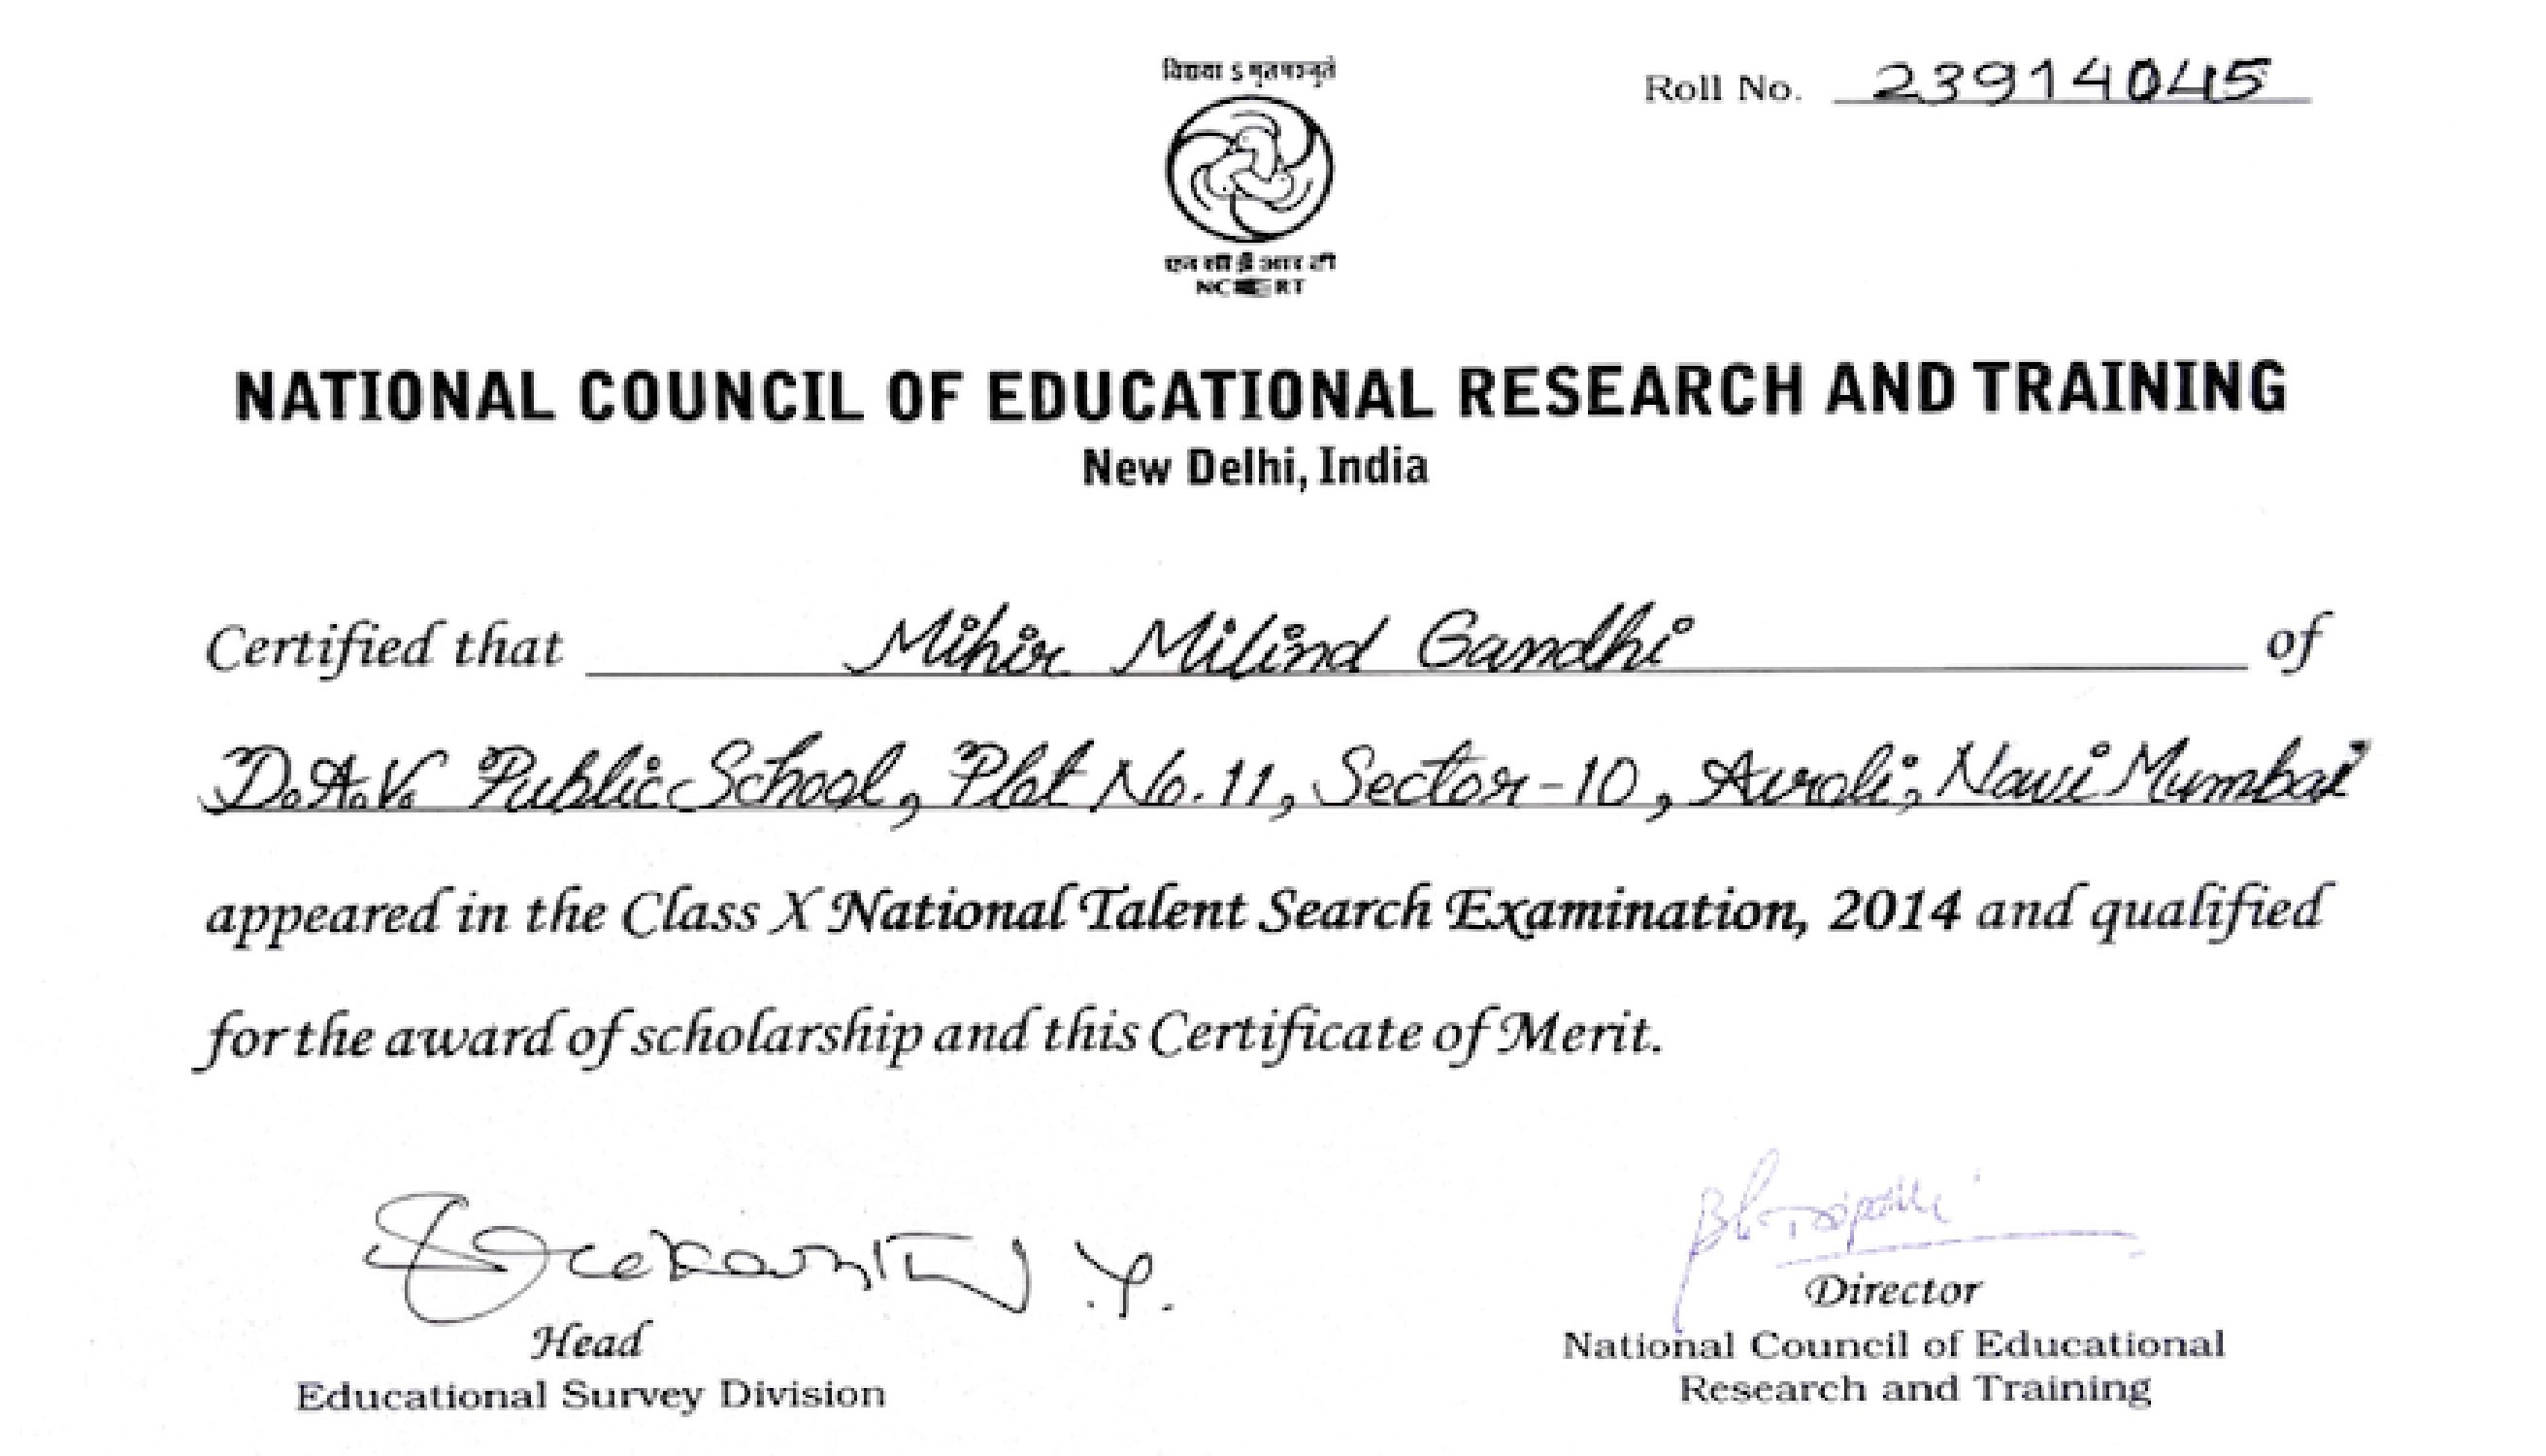 विद्यया ऽ मृतमश्नुते
Roll No. 23914045
एन सी ई आर टी
NCERT
NATIONAL COUNCIL OF EDUCATIONAL RESEARCH AND TRAINING
New Delhi, India
Certified that Mihir Milind Gandhi of
D.A.V. Public School, Plot No. 11, Sector-10, Airoli, Navi Mumbai
appeared in the Class X National Talent Search Examination, 2014 and qualified
for the award of scholarship and this Certificate of Merit.
Head
Educational Survey Division
Director
National Council of Educational
Research and Training